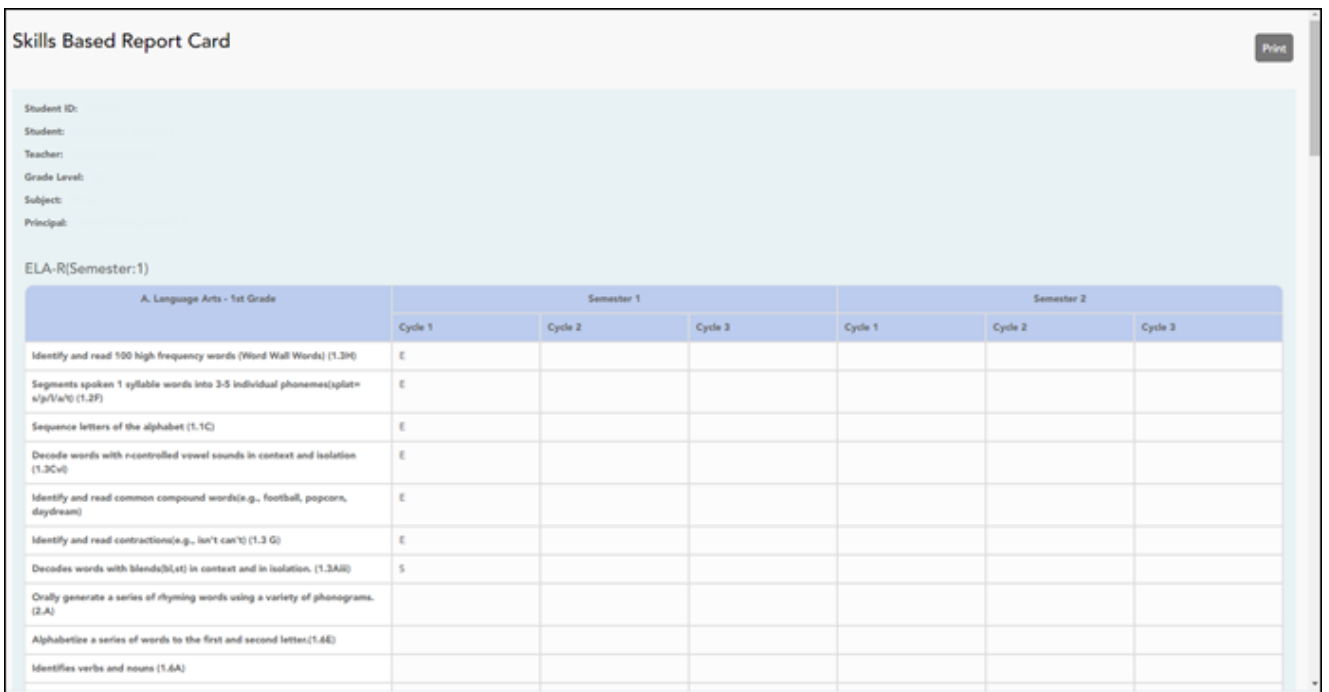 Skills Based Report Card
Print
Student ID:
Student:
Teacher:
Grade Level:
Subject:
Principal:
ELA-R(Semester:1)
A. Language Arts - 1st Grade Semester 1 Semester 2
Cycle 1 Cycle 2 Cycle 3 Cycle 1 Cycle 2 Cycle 3
Identify and read 100 high frequency words (Word Wall Words) (1.3H) E
Segments spoken 1 syllable words into 3-5 individual phonemes(splat= E
s/p/l/a/t) (1.2F)
Sequence letters of the alphabet (1.1C) E
Decode words with r-controlled vowel sounds in context and isolation E
(1.3Cvi)
Identify and read common compound words(e.g., football, popcorn, E
daydream)
Identify and read contractions(e.g., isn't can't) (1.3 G) E
Decodes words with blends(bl,st) in context and in isolation. (1.3Aiii) S
Orally generate a series of rhyming words using a variety of phonograms.
(2.A)
Alphabetize a series of words to the first and second letter.(1.6E)
Identifies verbs and nouns (1.6A)